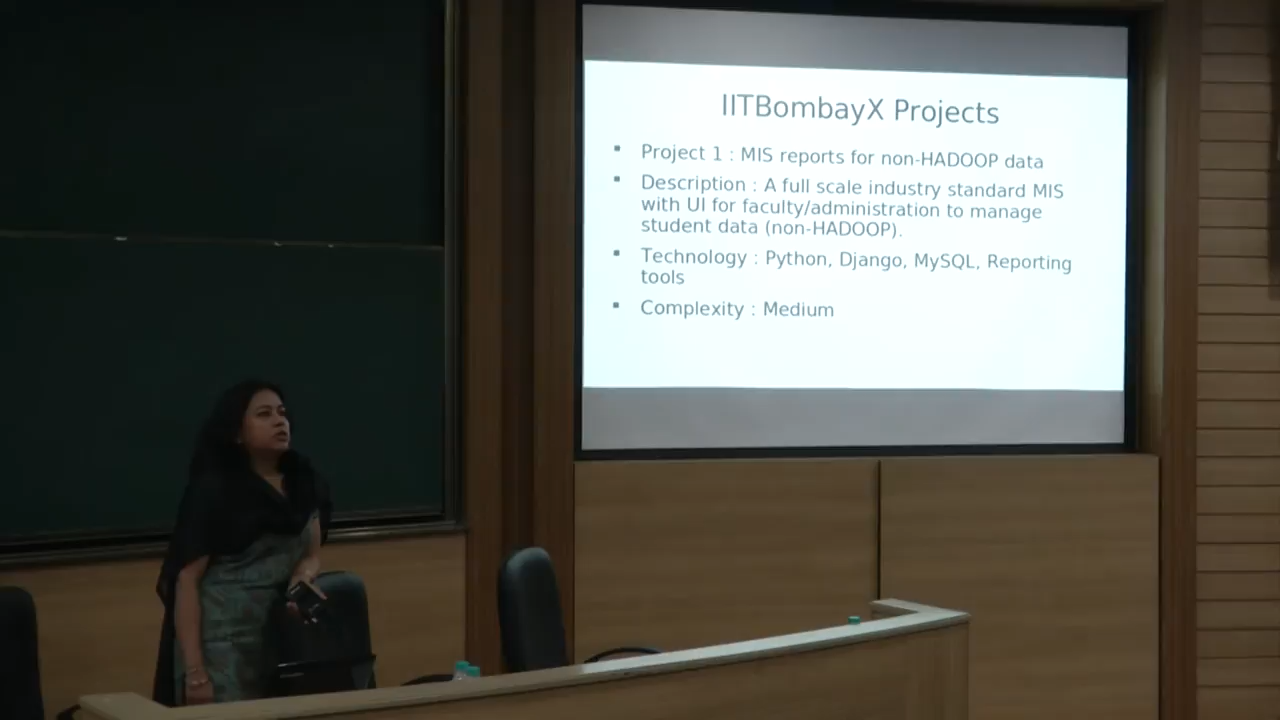 IITBombayX Projects
Project 1 : MIS reports for non-HADOOP data
Description : A full scale industry standard MIS
with UI for faculty/administration to manage
student data (non-HADOOP).
Technology : Python, Django, MySQL, Reporting
tools
Complexity : Medium